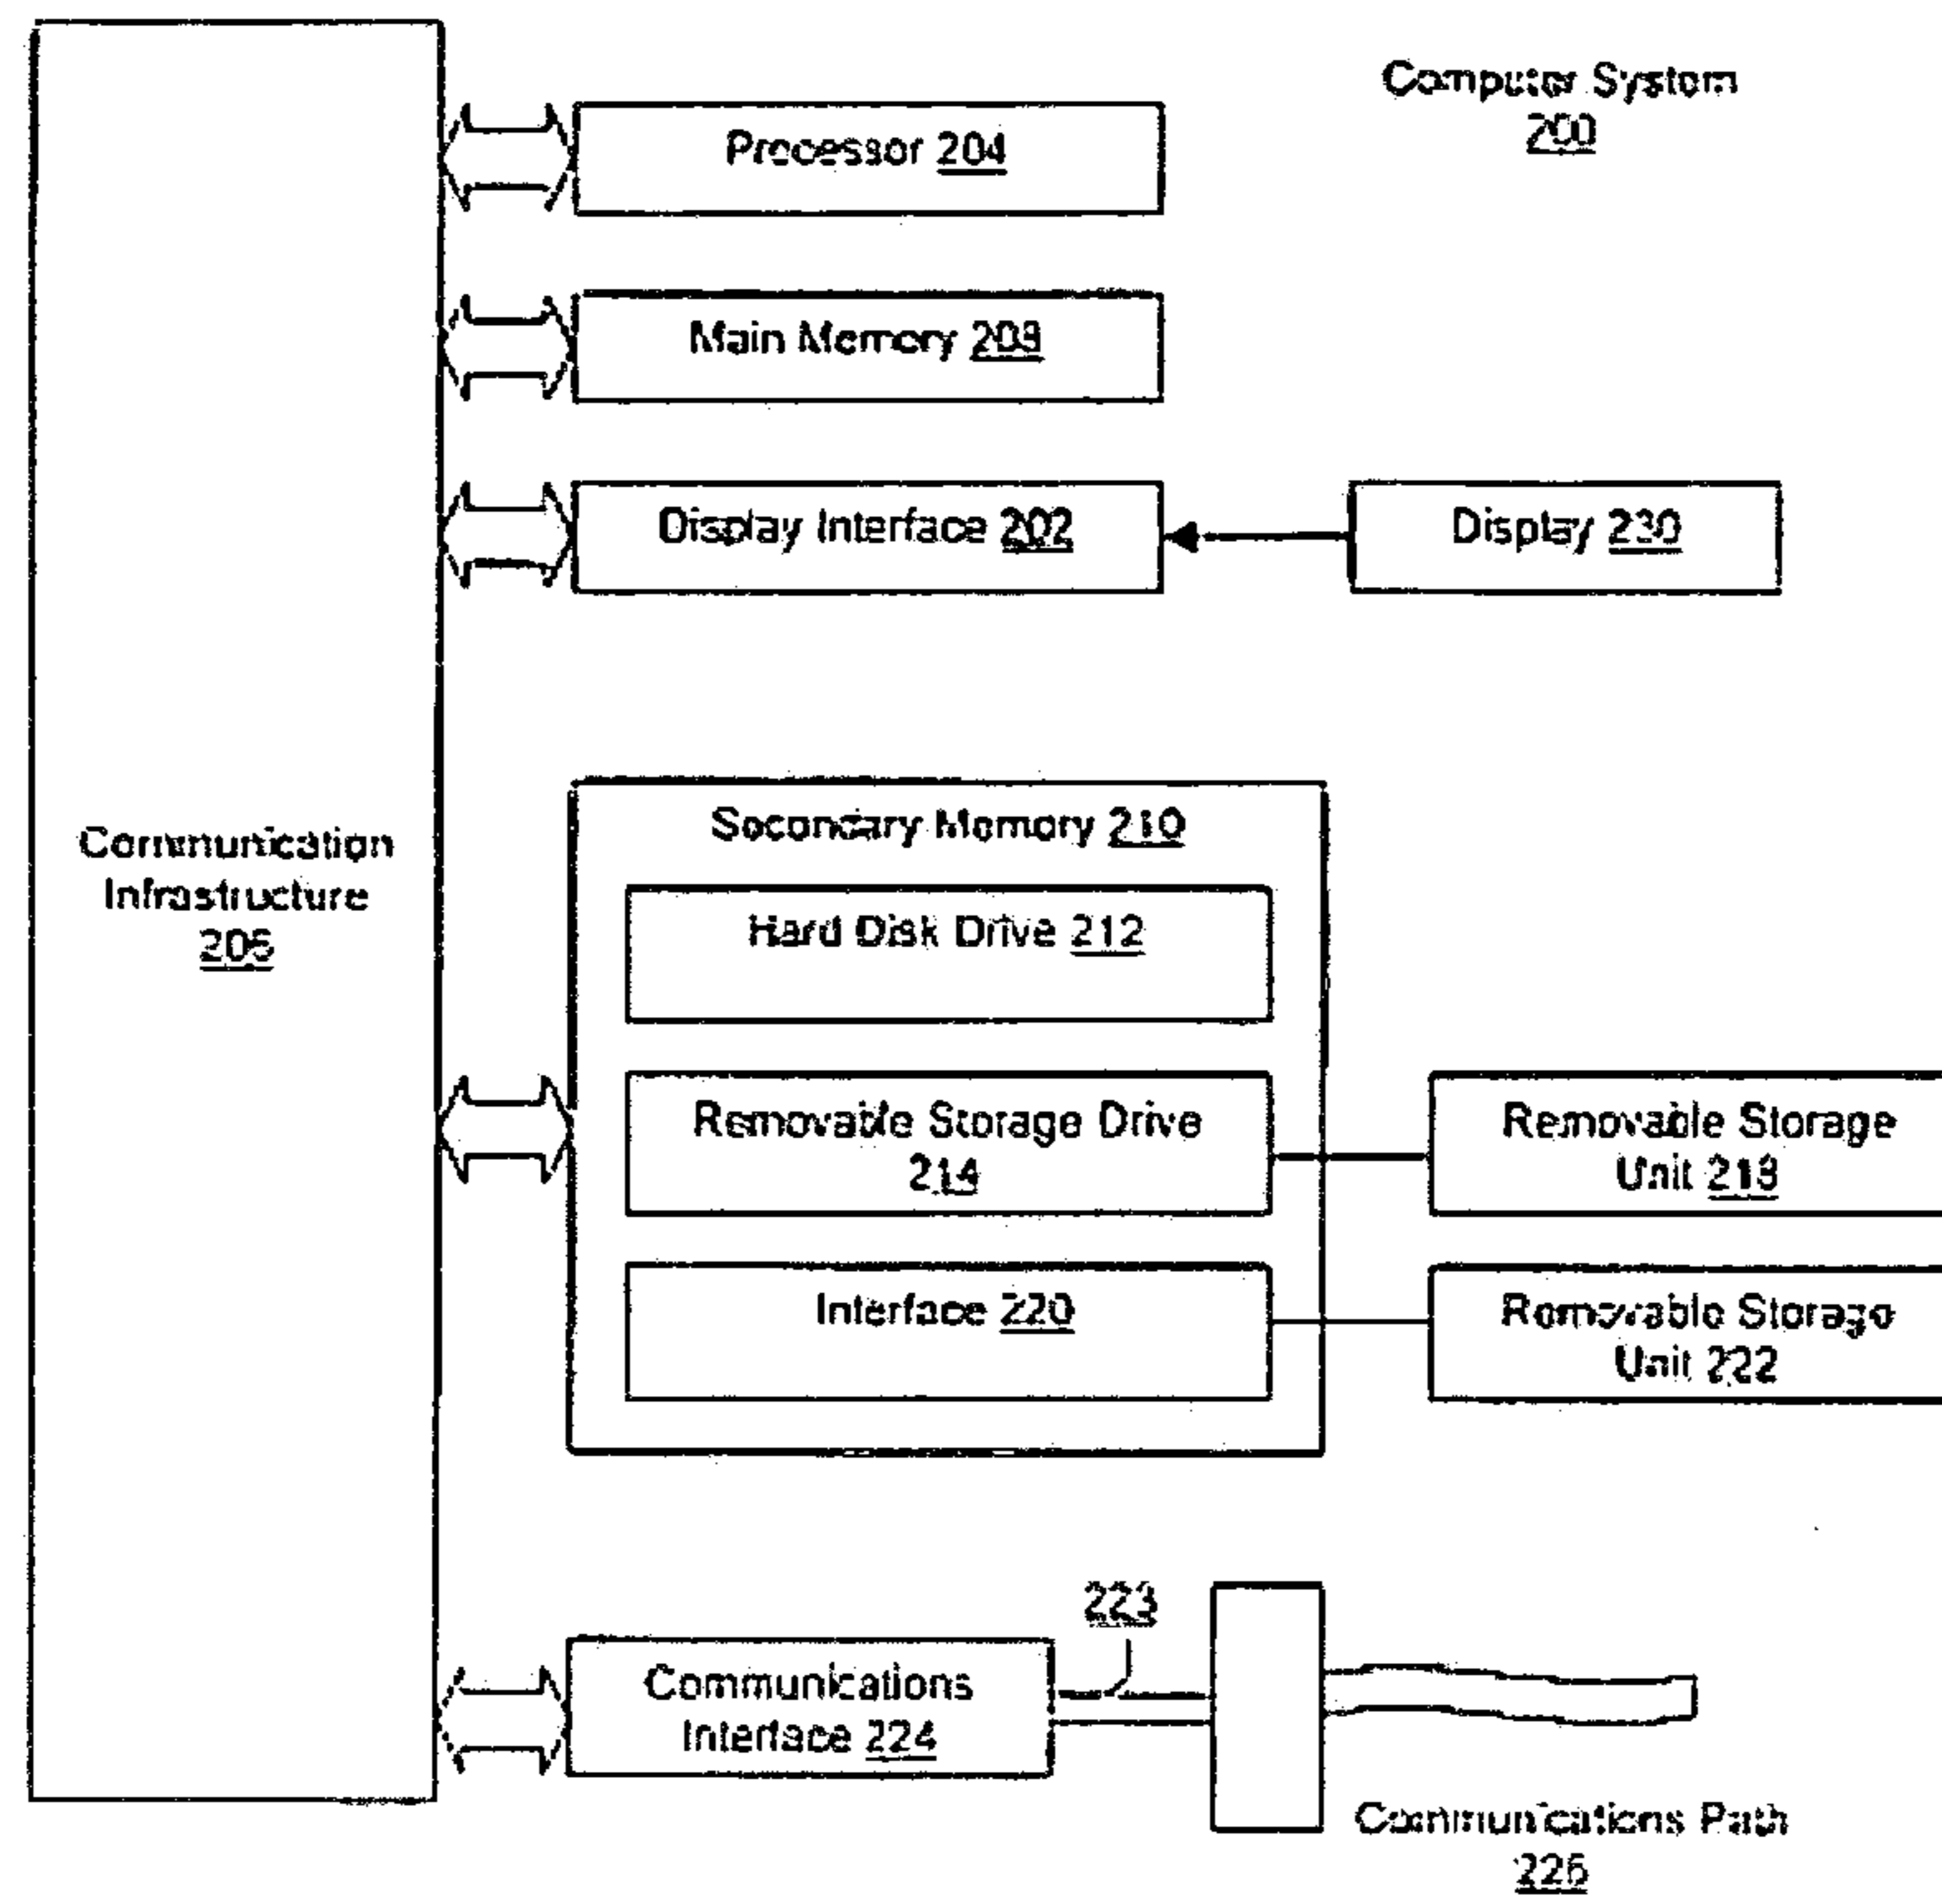 Computer System
200
Processor 204
Main Memory 208
Display Interface 202
Display 230
Communication
Infrastructure
206
Secondary Memory 210
Hard Disk Drive 212
Removable Storage Drive
214
Removable Storage
Unit 218
Interface 220
Removable Storage
Unit 222
223
Communications
Interface 224
Communications Path
226